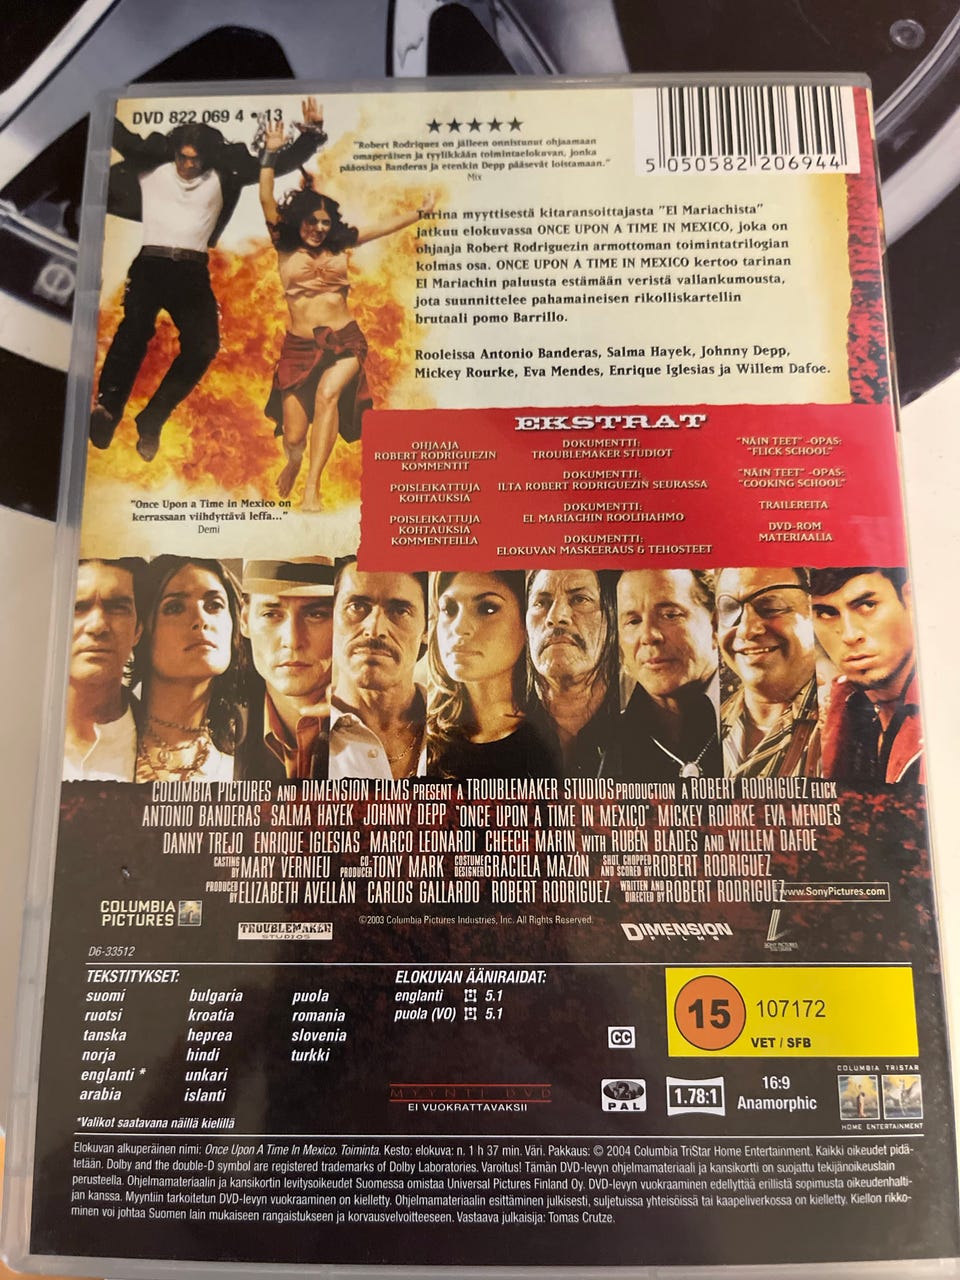 DVD 822 069 4 • 13
★★★★★
"Robert Rodriquez on jälleen onnistunut ohjaamaan
omaperäisen ja tyylikkään toimintaelokuvan, jonka
pääosissa Banderas ja etenkin Depp pääsevät loistamaan."
Mix
5 050582 206944
Tarina myyttisestä kitaransoittajasta "El Mariachista"
jatkuu elokuvassa ONCE UPON A TIME IN MEXICO, joka on
ohjaaja Robert Rodriguezin armottoman toimintatrilogian
kolmas osa. ONCE UPON A TIME IN MEXICO kertoo tarinan
El Mariachin paluusta estämään veristä vallankumousta,
jota suunnittelee pahamaineisen rikolliskartellin
brutaali pomo Barrillo.
Rooleissa Antonio Banderas, Salma Hayek, Johnny Depp,
Mickey Rourke, Eva Mendes, Enrique Iglesias ja Willem Dafoe.
"Once Upon a Time in Mexico on
kerrassaan viihdyttävä leffa..."
Demi
EKSTRAT
OHJAAJA
ROBERT RODRIGUEZIN
KOMMENTIT
POISLEIKATTUJA
KOHTAUKSIA
POISLEIKATTUJA
KOHTAUKSIA
KOMMENTEILLA
DOKUMENTTI:
TROUBLEMAKER STUDIOT
DOKUMENTTI:
ILTA ROBERT RODRIGUEZIN SEURASSA
DOKUMENTTI:
EL MARIACHIN ROOLIHAHMO
DOKUMENTTI:
ELOKUVAN MASKEERAUS & TEHOSTEET
"NÄIN TEET" -OPAS:
"FLICK SCHOOL"
"NÄIN TEET" -OPAS:
"COOKING SCHOOL"
TRAILEREITA
DVD-ROM
MATERIAALIA
COLUMBIA PICTURES AND DIMENSION FILMS PRESENT A TROUBLEMAKER STUDIOS PRODUCTION A ROBERT RODRIGUEZ FLICK
ANTONIO BANDERAS SALMA HAYEK JOHNNY DEPP "ONCE UPON A TIME IN MEXICO" MICKEY ROURKE EVA MENDES
DANNY TREJO ENRIQUE IGLESIAS MARCO LEONARDI CHEECH MARIN WITH RUBÉN BLADES AND WILLEM DAFOE
CASTING BY MARY VERNIEU CO-PRODUCER TONY MARK COSTUME DESIGNER GRACIELA MAZÓN SHOT, CHOPPED AND SCORED BY ROBERT RODRIGUEZ
PRODUCED BY ELIZABETH AVELLÁN CARLOS GALLARDO ROBERT RODRIGUEZ WRITTEN AND DIRECTED BY ROBERT RODRIGUEZ
www.SonyPictures.com
COLUMBIA
PICTURES
TROUBLEMAKER
STUDIOS
©2003 Columbia Pictures Industries, Inc. All Rights Reserved.
DIMENSION
FILMS
D6-33512
TEKSTITYKSET:
suomi
ruotsi
tanska
norja
englanti *
arabia
bulgaria
kroatia
heprea
hindi
unkari
islanti
puola
romania
slovenia
turkki
*Valikot saatavana näillä kielillä
ELOKUVAN ÄÄNIRAIDAT:
englanti 5.1
puola (VO) 5.1
MYYNTI DVD
EI VUOKRATTAVAKSI!
CC
PAL
15
107172
VET / SFB
1.78:1
16:9
Anamorphic
COLUMBIA TRISTAR
HOME ENTERTAINMENT
Elokuvan alkuperäinen nimi: Once Upon A Time In Mexico. Toiminta. Kesto: elokuva: n. 1 h 37 min. Väri. Pakkaus: © 2004 Columbia TriStar Home Entertainment. Kaikki oikeudet pidä-
tetään. Dolby and the double-D symbol are registered trademarks of Dolby Laboratories. Varoitus! Tämän DVD-levyn ohjelmamateriaali ja kansikortti on suojattu tekijänoikeuslain
perusteella. Ohjelmamateriaalin ja kansikortin levitysoikeudet Suomessa omistaa Universal Pictures Finland Oy. DVD-levyn vuokraaminen edellyttää erillistä sopimusta oikeudenhalti-
jan kanssa. Myyntiin tarkoitetun DVD-levyn vuokraaminen on kielletty. Ohjelmamateriaalin esittäminen julkisesti, suljetuissa yhteisöissä tai kaapeliverkossa on kielletty. Kiellon rikko-
minen voi johtaa Suomen lain mukaiseen rangaistukseen ja korvausvelvoitteeseen. Vastaava julkaisija: Tomas Crutze.